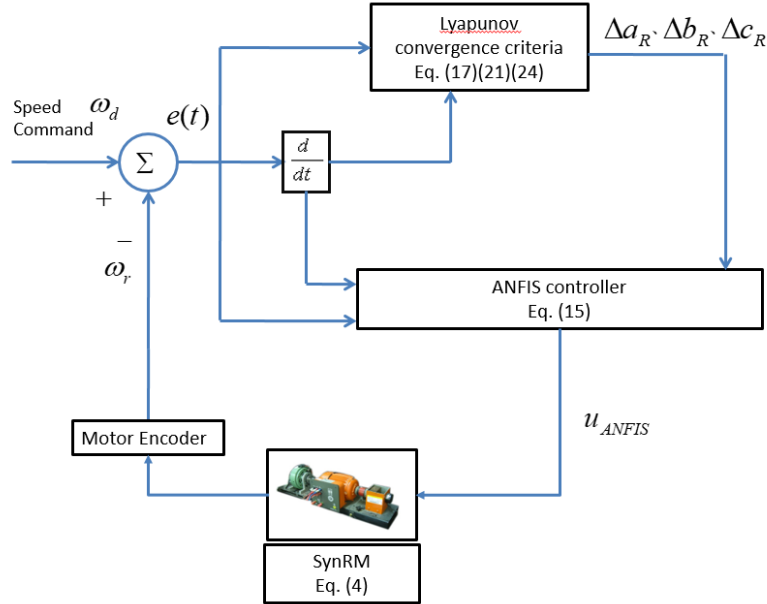 Lyapunov
convergence criteria
Eq. (17)(21)(24)
Δa_R、Δb_R、Δc_R
Speed
Command
ω_d
e(t)
Σ
d
dt
+
−
ω_r
ANFIS controller
Eq. (15)
u_ANFIS
Motor Encoder
SynRM
Eq. (4)